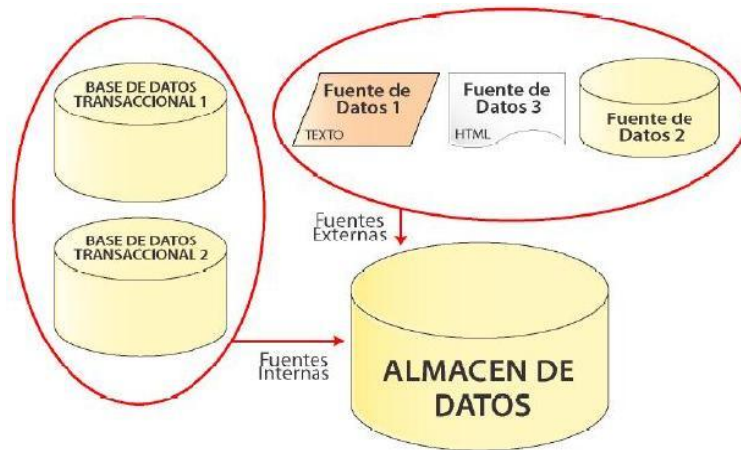 BASE DE DATOS
TRANSACCIONAL 1
BASE DE DATOS
TRANSACCIONAL 2
Fuente de
Datos 1
TEXTO
Fuente de
Datos 3
HTML
Fuente de
Datos 2
Fuentes
Externas
Fuentes
Internas
ALMACEN DE
DATOS